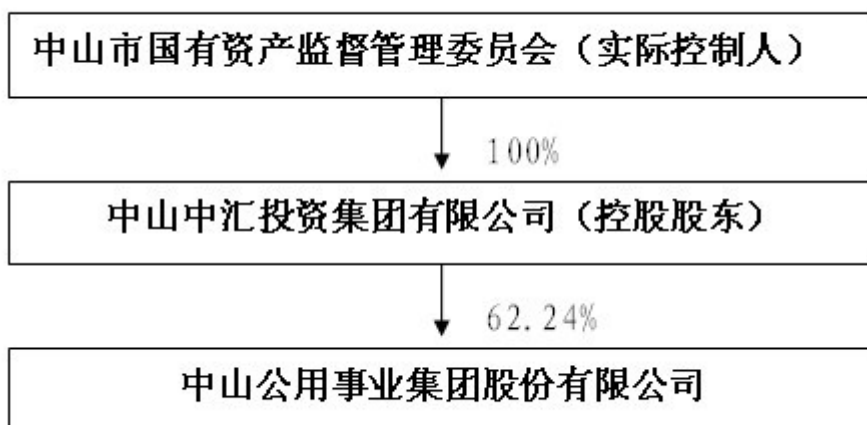 中山市国有资产监督管理委员会（实际控制人）
100%
中山中汇投资集团有限公司（控股股东）
62.24%
中山公用事业集团股份有限公司